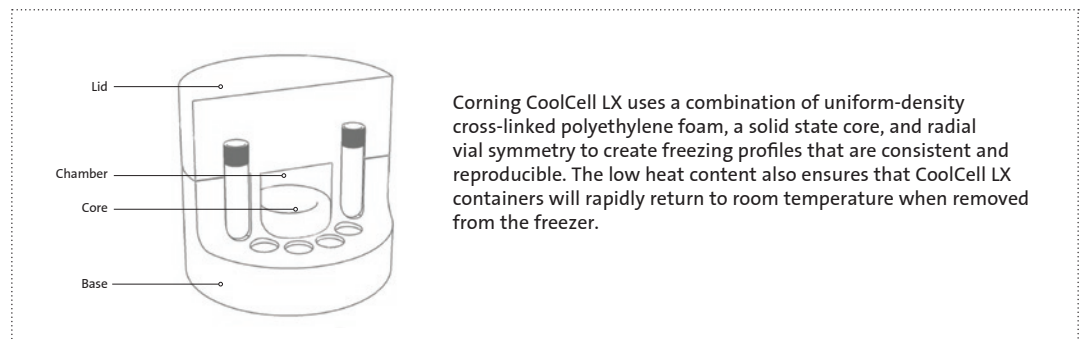 Lid
Chamber
Core
Base
Corning CoolCell LX uses a combination of uniform-density
cross-linked polyethylene foam, a solid state core, and radial
vial symmetry to create freezing profiles that are consistent and
reproducible. The low heat content also ensures that CoolCell LX
containers will rapidly return to room temperature when removed
from the freezer.